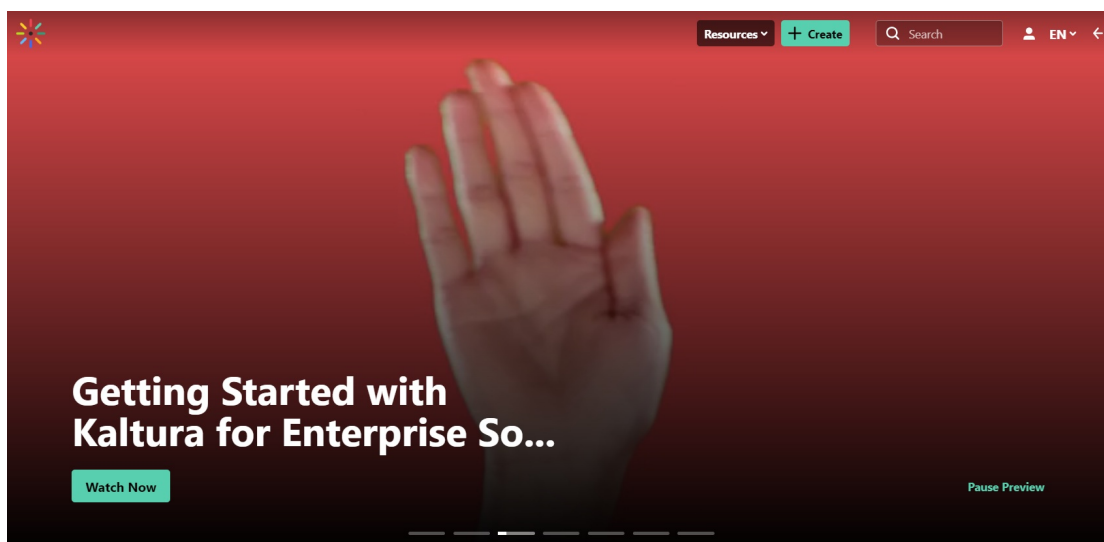 Resources
+ Create
Search
EN
Getting Started with
Kaltura for Enterprise So...
Watch Now
Pause Preview